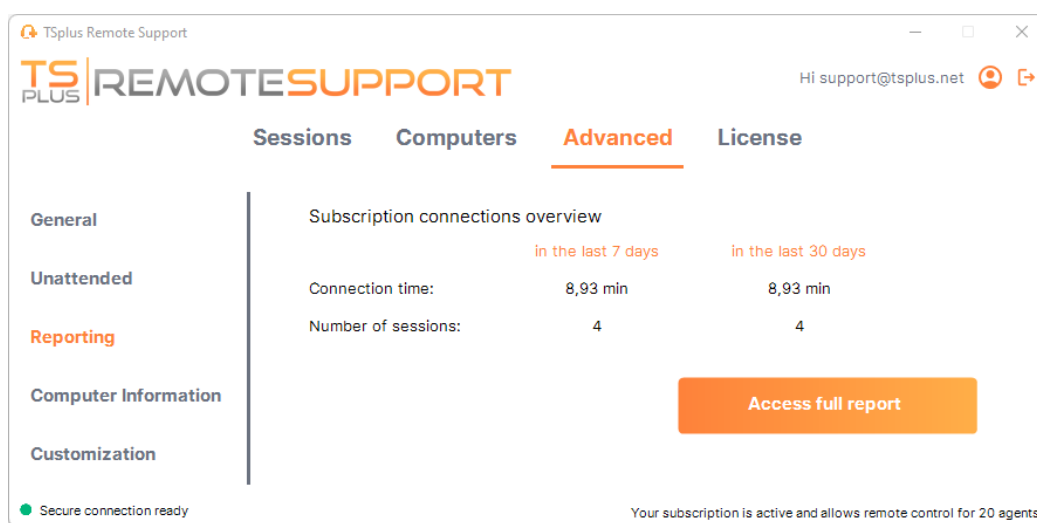 TSplus Remote Support
TS PLUS REMOTESUPPORT
Hi support@tsplus.net
Sessions Computers Advanced License
General
Unattended
Reporting
Computer Information
Customization
Subscription connections overview
in the last 7 days in the last 30 days
Connection time: 8,93 min 8,93 min
Number of sessions: 4 4
Access full report
Secure connection ready
Your subscription is active and allows remote control for 20 agents